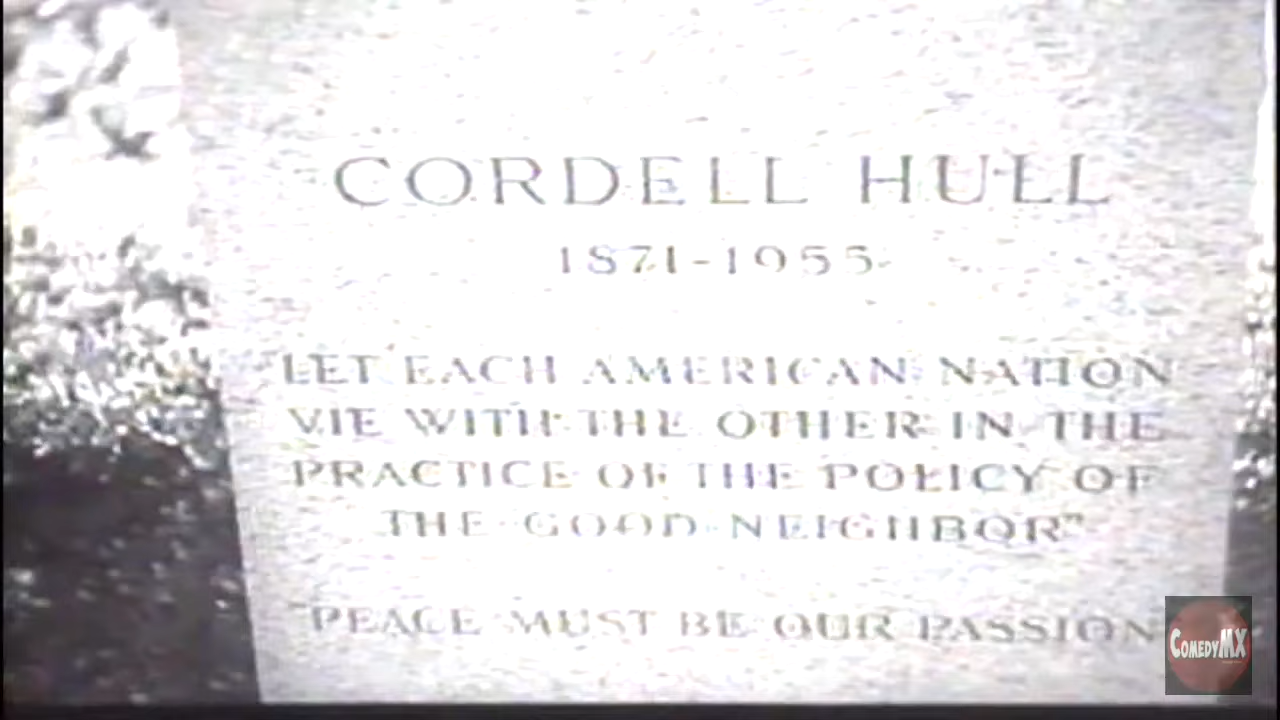 CORDELL HULL
1871-1955
"LET EACH AMERICAN NATION
VIE WITH THE OTHER IN THE
PRACTICE OF THE POLICY OF
THE GOOD NEIGHBOR"
"PEACE MUST BE OUR PASSION
COMEDYMX